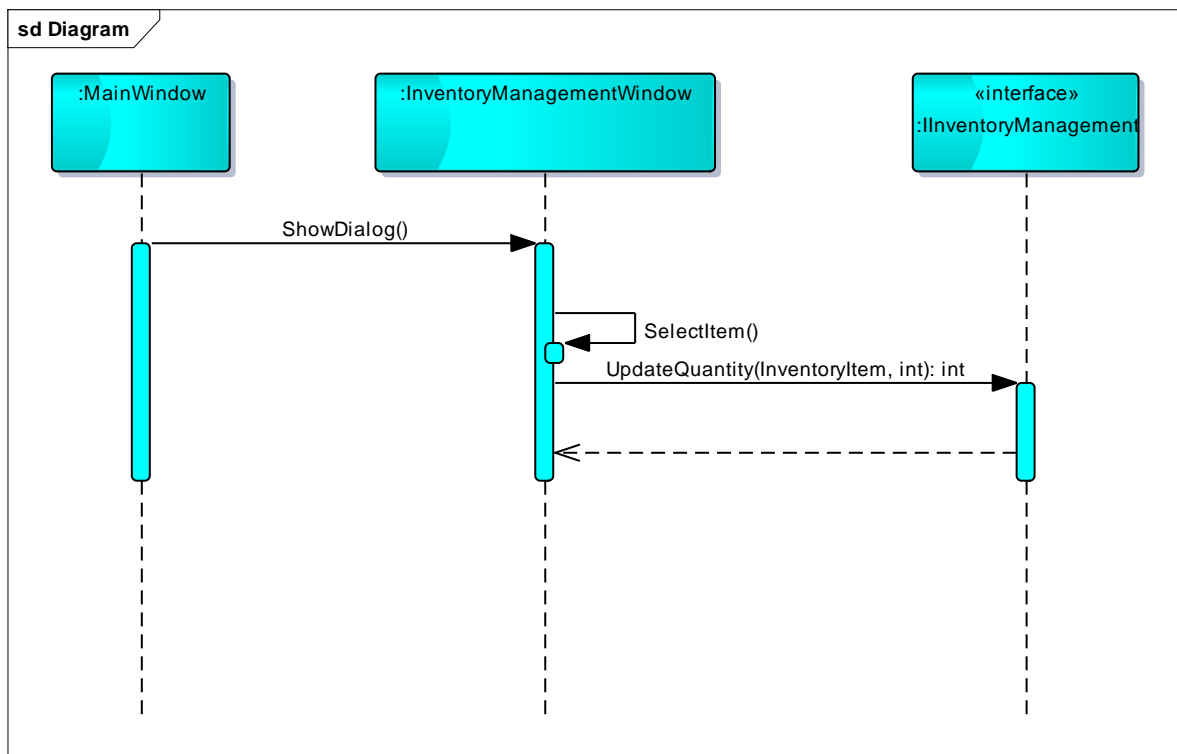 sd Diagram
:MainWindow
:InventoryManagementWindow
«interface»
:IInventoryManagement
ShowDialog()
SelectItem()
UpdateQuantity(InventoryItem, int): int